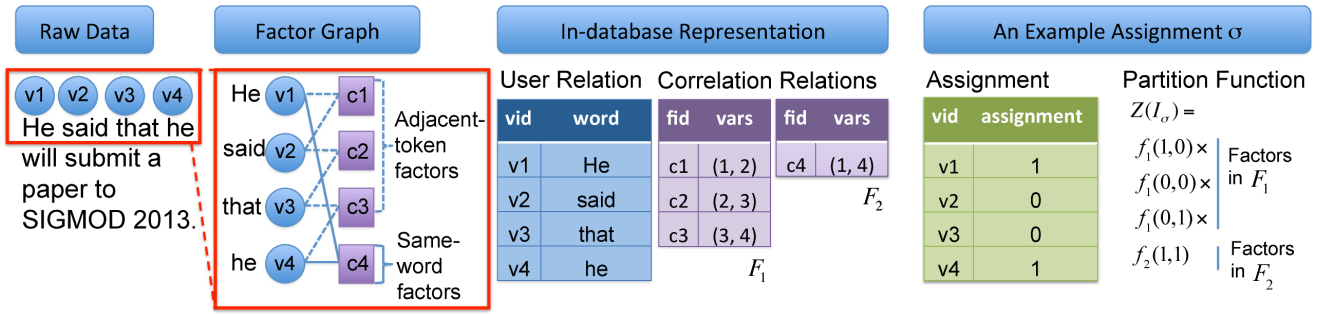 Raw Data
Factor Graph
In-database Representation
An Example Assignment σ
v1 v2 v3 v4
He said that he
will submit a
paper to
SIGMOD 2013.
He v1 c1
said v2 c2
that v3 c3
he v4 c4
Adjacent-
token
factors
Same-
word
factors
User Relation
vid word
v1 He
v2 said
v3 that
v4 he
Correlation Relations
fid vars
c1 (1, 2)
c2 (2, 3)
c3 (3, 4)
F1
fid vars
c4 (1, 4)
F2
Assignment
vid assignment
v1 1
v2 0
v3 0
v4 1
Partition Function
Z(Iσ) =
f1(1,0)×
f1(0,0)×
f1(0,1)×
Factors
in F1
f2(1,1)
Factors
in F2